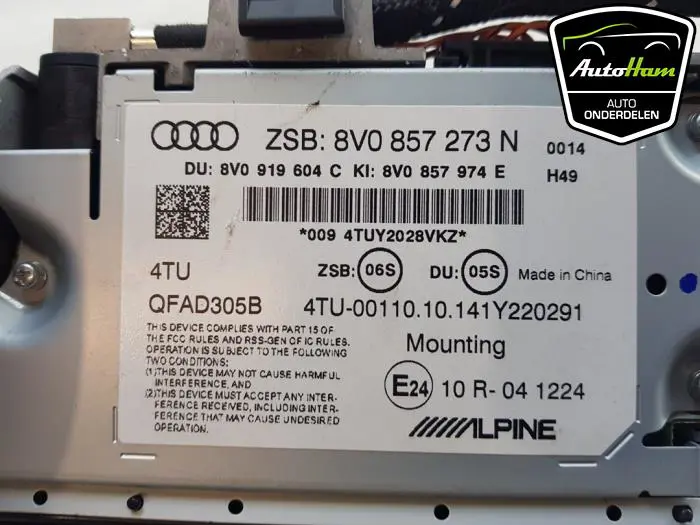 AutoHam
AUTO
ONDERDELEN
ZSB: 8V0 857 273 N
0014
DU: 8V0 919 604 C KI: 8V0 857 974 E
H49
*009 4TUY2028VKZ*
4TU
ZSB: 06S DU: 05S Made in China
QFAD305B
4TU-00110.10.141Y220291
THIS DEVICE COMPLIES WITH PART 15 OF
THE FCC RULES AND RSS-GEN OF IC RULES.
OPERATION IS SUBJECT TO THE FOLLOWING
TWO CONDITIONS:
(1)THIS DEVICE MAY NOT CAUSE HARMFUL
INTERFERENCE, AND
(2)THIS DEVICE MUST ACCEPT ANY INTER-
FERENCE RECEIVED, INCLUDING INTER-
FERENCE THAT MAY CAUSE UNDESIRED
OPERATION.
Mounting
E24 10 R- 04 1224
ALPINE